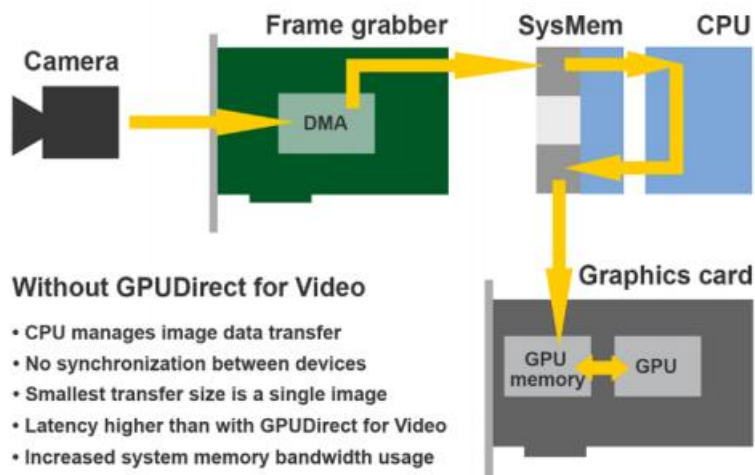 Frame grabber
SysMem
CPU
Camera
DMA
Without GPUDirect for Video
• CPU manages image data transfer
• No synchronization between devices
• Smallest transfer size is a single image
• Latency higher than with GPUDirect for Video
• Increased system memory bandwidth usage
Graphics card
GPU
memory
GPU